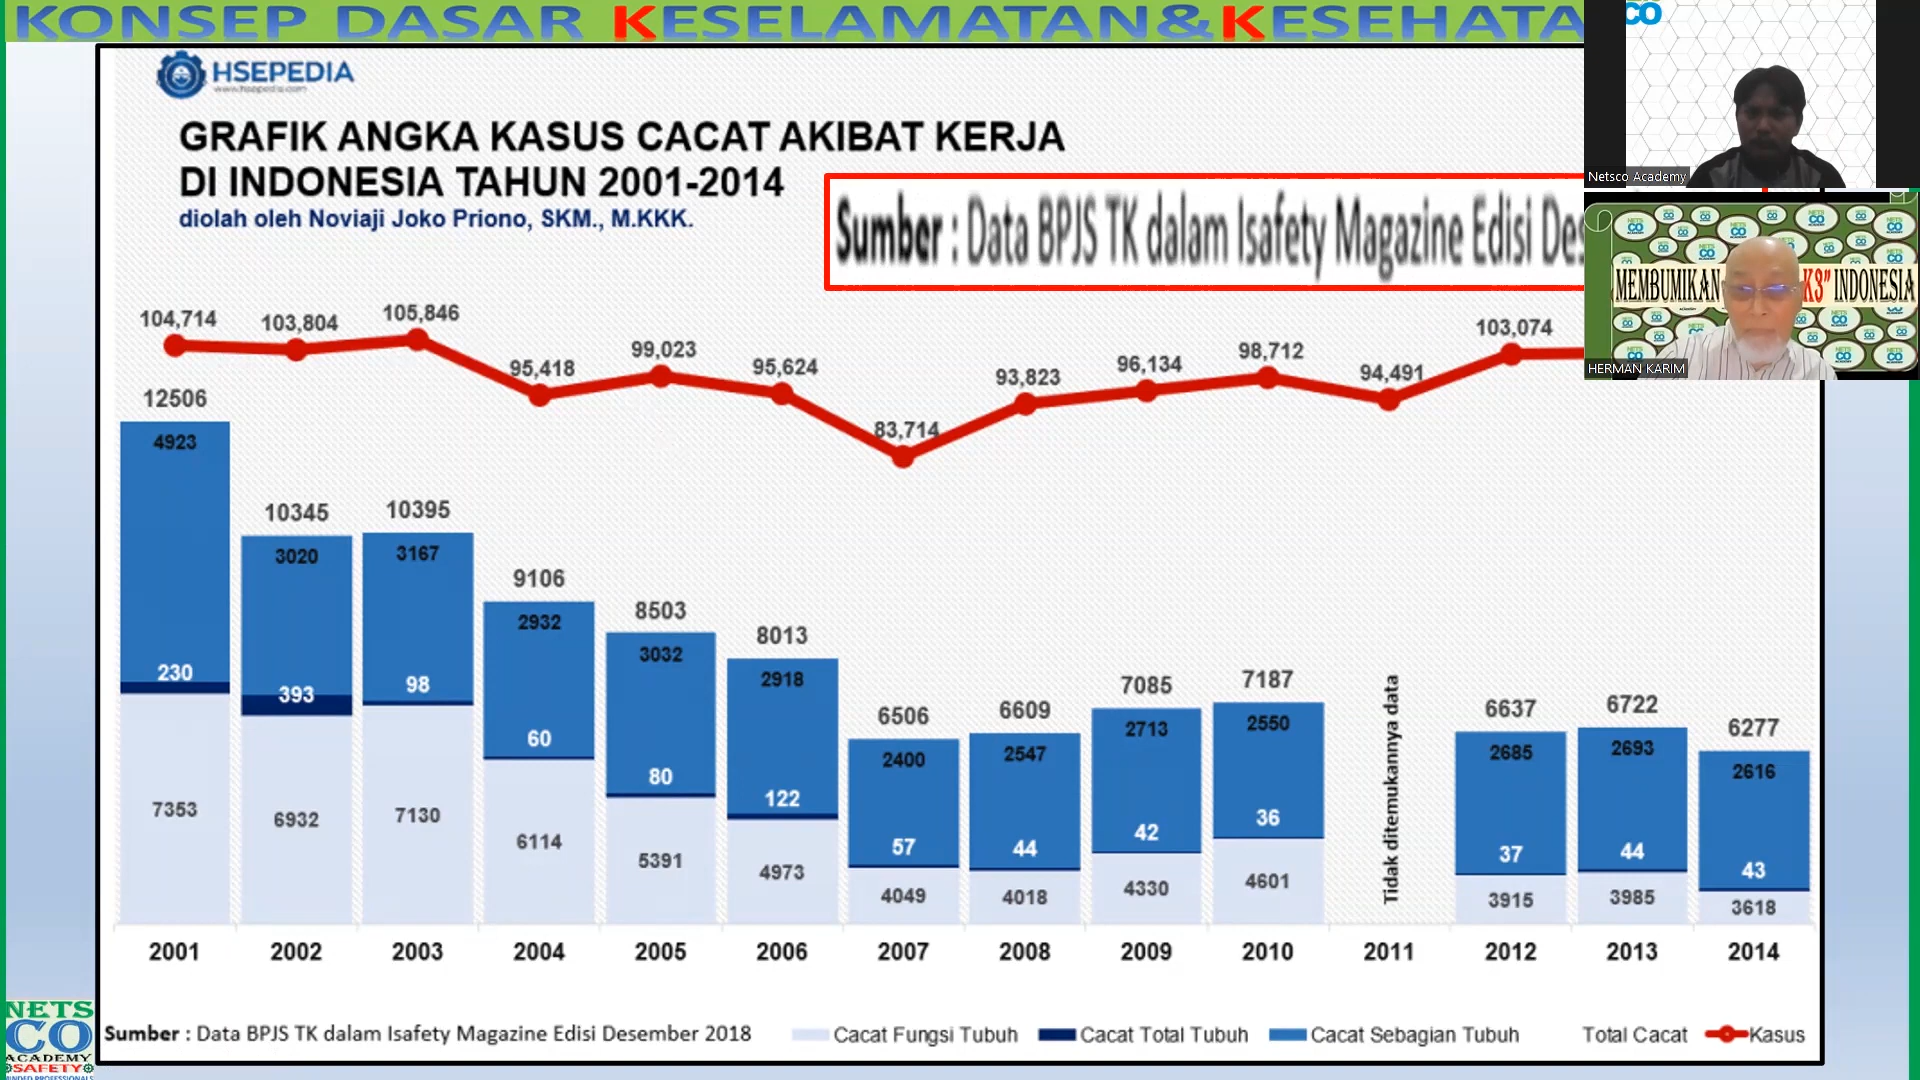 KONSEP DASAR KESELAMATAN&KESEHATA
HSEPEDIA
www.hsepedia.com
GRAFIK ANGKA KASUS CACAT AKIBAT KERJA
DI INDONESIA TAHUN 2001-2014
diolah oleh Noviaji Joko Priono, SKM., M.KKK.
Sumber : Data BPJS TK dalam Isafety Magazine Edisi Des
CO
Netsco Academy
MEMBUMIKAN K3" INDONESIA
HERMAN KARIM
104,714 103,804 105,846 95,418 99,023 95,624 83,714 93,823 96,134 98,712 94,491 103,074
12506 10345 10395 9106 8503 8013 6506 6609 7085 7187 6637 6722 6277
4923 3020 3167 2932 3032 2918 2400 2547 2713 2550 2685 2693 2616
230 393 98 60 80 122 57 44 42 36 37 44 43
7353 6932 7130 6114 5391 4973 4049 4018 4330 4601 3915 3985 3618
Tidak ditemukannya data
2001 2002 2003 2004 2005 2006 2007 2008 2009 2010 2011 2012 2013 2014
Sumber : Data BPJS TK dalam Isafety Magazine Edisi Desember 2018
Cacat Fungsi Tubuh Cacat Total Tubuh Cacat Sebagian Tubuh Total Cacat Kasus
NETS
CO
ACADEMY
SAFETY
MINDED PROFESSIONALS